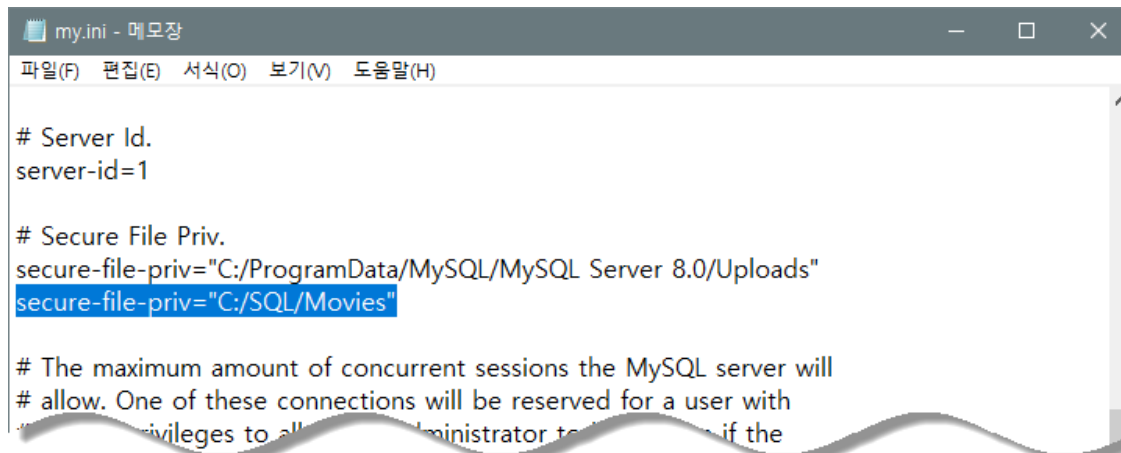 my.ini - 메모장
파일(F) 편집(E) 서식(O) 보기(V) 도움말(H)
# Server Id.
server-id=1
# Secure File Priv.
secure-file-priv="C:/ProgramData/MySQL/MySQL Server 8.0/Uploads"
secure-file-priv="C:/SQL/Movies"
# The maximum amount of concurrent sessions the MySQL server will
# allow. One of these connections will be reserved for a user with
to if the